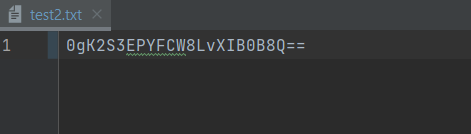 test2.txt
1
0gK2S3EPYFCW8LvXIB0B8Q==